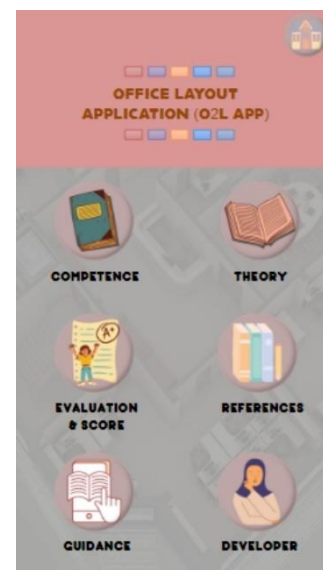 OFFICE LAYOUT
APPLICATION (O2L APP)
COMPETENCE
THEORY
A+
EVALUATION
& SCORE
REFERENCES
GUIDANCE
DEVELOPER